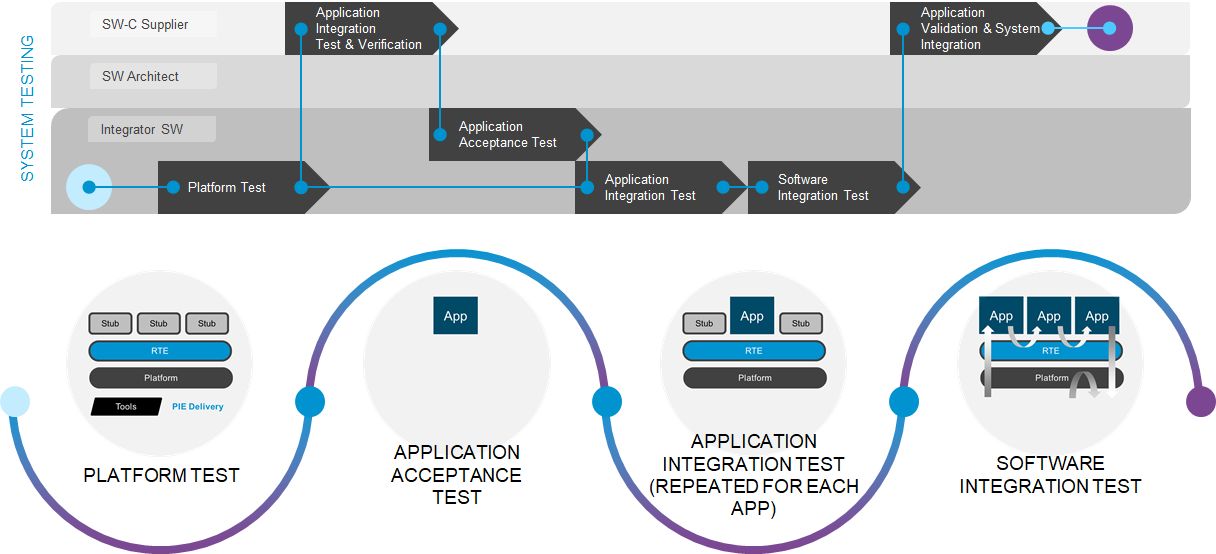 SYSTEM TESTING
SW-C Supplier
Application
Integration
Test & Verification
Application
Validation & System
Integration
SW Architect
Integrator SW
Application
Acceptance Test
Platform Test
Application
Integration Test
Software
Integration Test
Stub Stub Stub
RTE
Platform
Tools PIE Delivery
PLATFORM TEST
App
APPLICATION
ACCEPTANCE
TEST
Stub App Stub
RTE
Platform
APPLICATION
INTEGRATION TEST
(REPEATED FOR EACH
APP)
App App App
RTE
Platform
SOFTWARE
INTEGRATION TEST